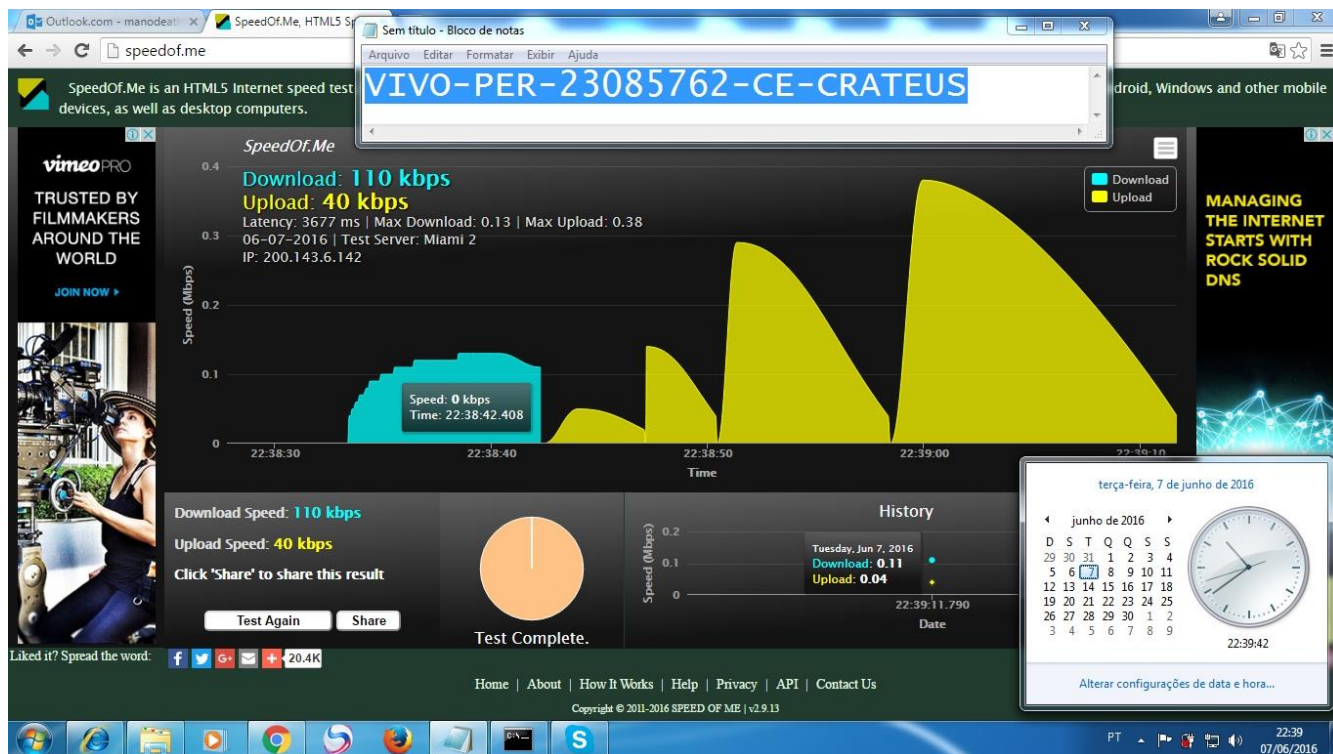 Outlook.com - manodeat
SpeedOf.Me, HTML5 Sp
Sem título - Bloco de notas
speedof.me
Arquivo Editar Formatar Exibir Ajuda
VIVO-PER-23085762-CE-CRATEUS
SpeedOf.Me is an HTML5 Internet speed test
droid, Windows and other mobile
devices, as well as desktop computers.
vimeo PRO
TRUSTED BY
FILMMAKERS
AROUND THE
WORLD
JOIN NOW
SpeedOf.Me
Download: 110 kbps
Upload: 40 kbps
Latency: 3677 ms | Max Download: 0.13 | Max Upload: 0.38
06-07-2016 | Test Server: Miami 2
IP: 200.143.6.142
Download
Upload
MANAGING
THE INTERNET
STARTS WITH
ROCK SOLID
DNS
Speed (Mbps)
0.4
0.3
0.2
0.1
0
Speed: 0 kbps
Time: 22:38:42.408
22:38:30 22:38:40 22:38:50 22:39:00 22:39:10
Time
Download Speed: 110 kbps
Upload Speed: 40 kbps
Click 'Share' to share this result
Test Again Share
Test Complete.
History
Speed (Mbps)
0.2
0.1
0
Tuesday, Jun 7, 2016
Download: 0.11
Upload: 0.04
22:39:11.790
Date
terça-feira, 7 de junho de 2016
junho de 2016
D S T Q Q S S
29 30 31 1 2 3 4
5 6 7 8 9 10 11
12 13 14 15 16 17 18
19 20 21 22 23 24 25
26 27 28 29 30 1 2
3 4 5 6 7 8 9
22:39:42
Alterar configurações de data e hora...
Liked it? Spread the word:
20.4K
Home | About | How It Works | Help | Privacy | API | Contact Us
Copyright © 2011-2016 SPEED OF ME | v2.9.13
PT
22:39
07/06/2016